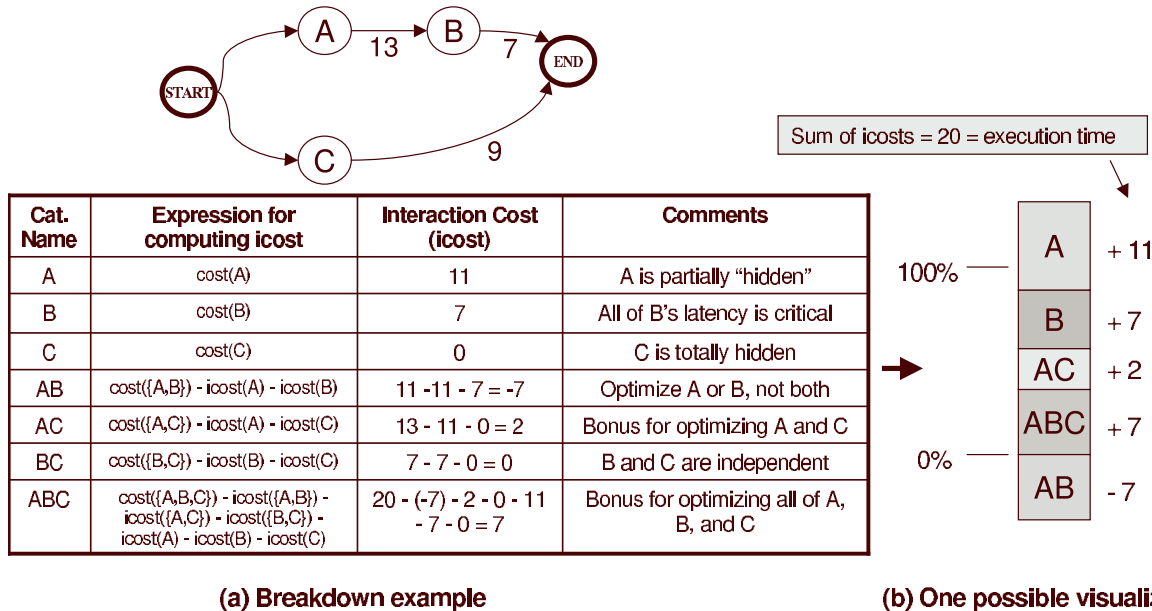 A
B
13
7
START
END
C
9
Sum of icosts = 20 = execution time
Cat. Name
Expression for computing icost
Interaction Cost (icost)
Comments
A
cost(A)
11
A is partially “hidden”
B
cost(B)
7
All of B's latency is critical
C
cost(C)
0
C is totally hidden
AB
cost({A,B}) - icost(A) - icost(B)
11 -11 - 7 = -7
Optimize A or B, not both
AC
cost({A,C}) - icost(A) - icost(C)
13 - 11 - 0 = 2
Bonus for optimizing A and C
BC
cost({B,C}) - icost(B) - icost(C)
7 - 7 - 0 = 0
B and C are independent
ABC
cost({A,B,C}) - icost({A,B}) -
icost({A,C}) - icost({B,C}) -
icost(A) - icost(B) - icost(C)
20 - (-7) - 2 - 0 - 11
- 7 - 0 = 7
Bonus for optimizing all of A,
B, and C
100%
0%
A
+ 11
B
+ 7
AC
+ 2
ABC
+ 7
AB
- 7
(a) Breakdown example
(b) One possible visualiz